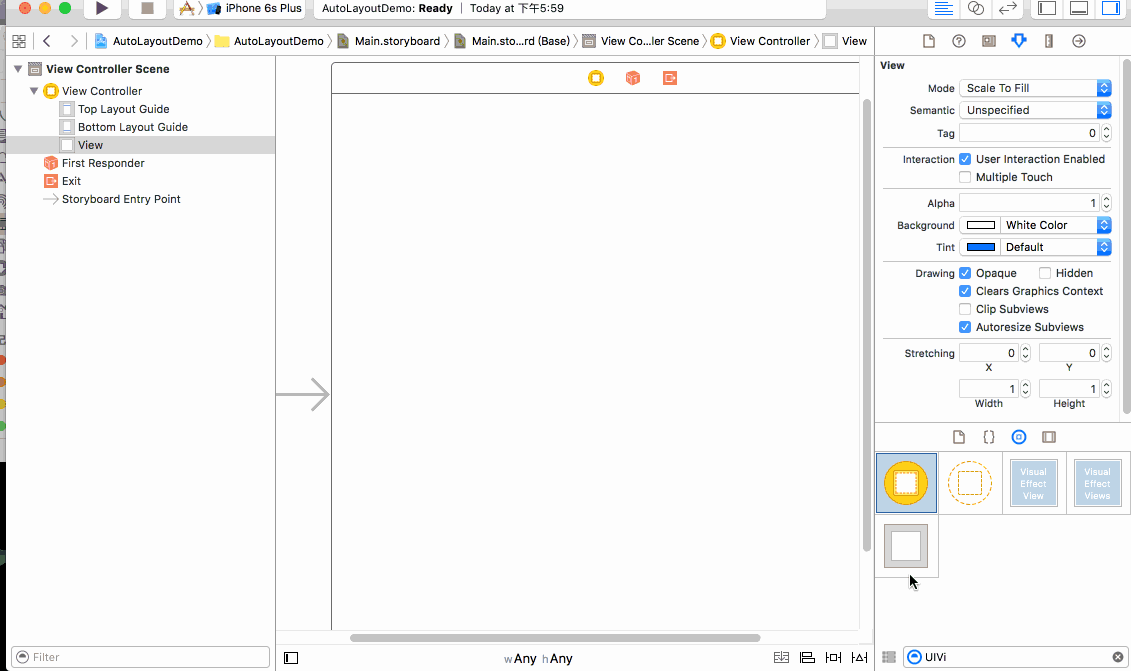 iPhone 6s Plus
AutoLayoutDemo: Ready | Today at 下午5:59
AutoLayoutDemo
AutoLayoutDemo
Main.storyboard
Main.sto...rd (Base)
View Co...ler Scene
View Controller
View
View Controller Scene
View Controller
Top Layout Guide
Bottom Layout Guide
View
First Responder
Exit
Storyboard Entry Point
Filter
wAny hAny
View
Mode Scale To Fill
Semantic Unspecified
Tag 0
Interaction User Interaction Enabled
Multiple Touch
Alpha 1
Background White Color
Tint Default
Drawing Opaque Hidden
Clears Graphics Context
Clip Subviews
Autoresize Subviews
Stretching 0 0
X Y
1 1
Width Height
Visual
Effect
View
Visual
Effect
Views
UIVi